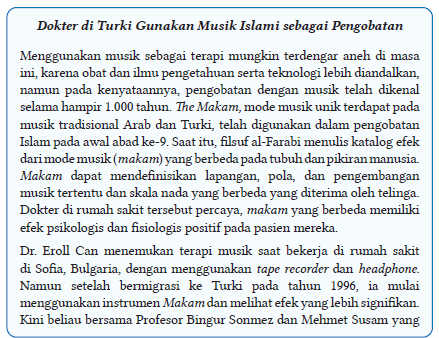 Dokter di Turki Gunakan Musik Islami sebagai Pengobatan
Menggunakan musik sebagai terapi mungkin terdengar aneh di masa
ini, karena obat dan ilmu pengetahuan serta teknologi lebih diandalkan,
namun pada kenyataannya, pengobatan dengan musik telah dikenal
selama hampir 1.000 tahun. The Makam, mode musik unik terdapat pada
musik tradisional Arab dan Turki, telah digunakan dalam pengobatan
Islam pada awal abad ke-9. Saat itu, filsuf al-Farabi menulis katalog efek
dari mode musik (makam) yang berbeda pada tubuh dan pikiran manusia.
Makam dapat mendefinisikan lapangan, pola, dan pengembangan
musik tertentu dan skala nada yang berbeda yang diterima oleh telinga.
Dokter di rumah sakit tersebut percaya, makam yang berbeda memiliki
efek psikologis dan fisiologis positif pada pasien mereka.
Dr. Eroll Can menemukan terapi musik saat bekerja di rumah sakit
di Sofia, Bulgaria, dengan menggunakan tape recorder dan headphone.
Namun setelah bermigrasi ke Turki pada tahun 1996, ia mulai
menggunakan instrumen Makam dan melihat efek yang lebih signifikan.
Kini beliau bersama Profesor Bingur Sonmez dan Mehmet Susam yang